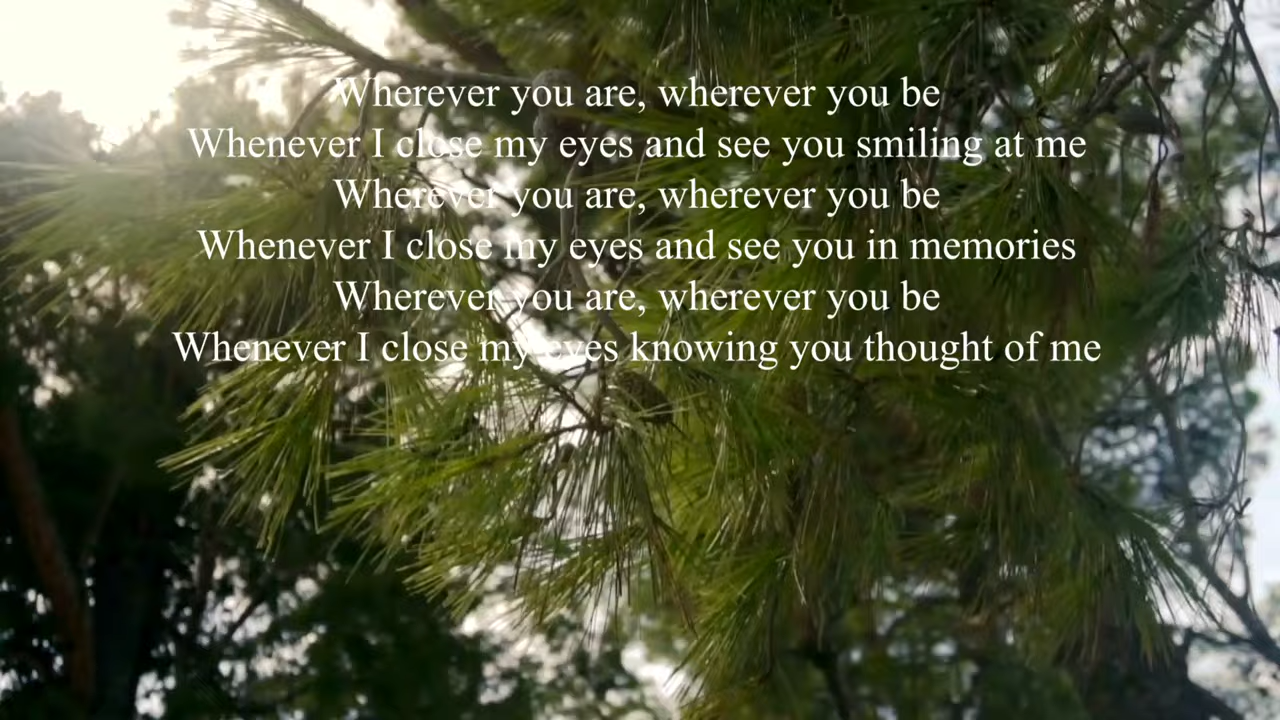 Wherever you are, wherever you be
Whenever I close my eyes and see you smiling at me
Wherever you are, wherever you be
Whenever I close my eyes and see you in memories
Wherever you are, wherever you be
Whenever I close my eyes knowing you thought of me